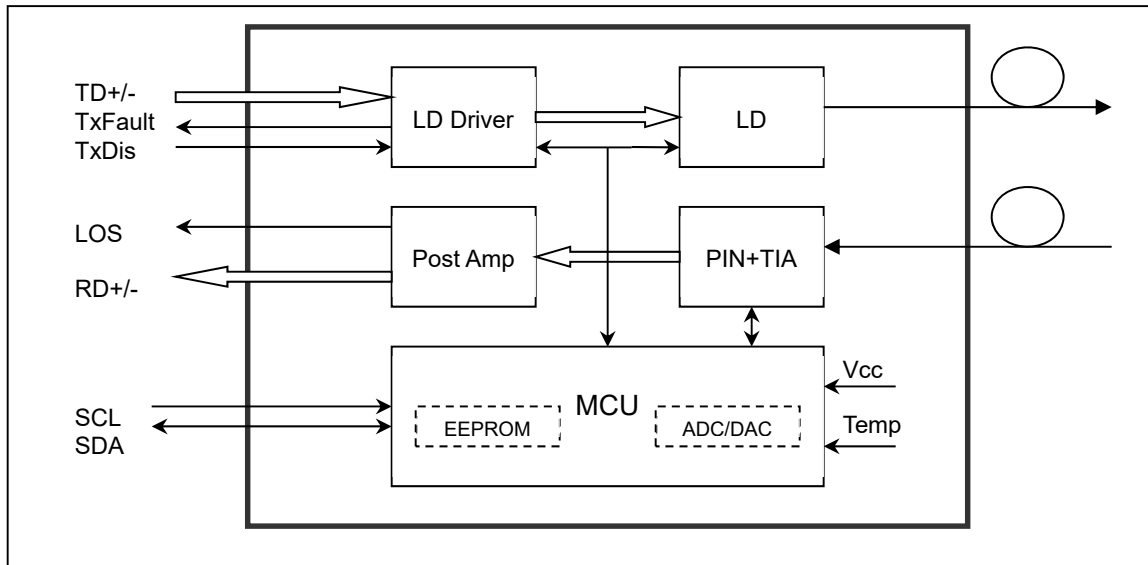 TD+/-
TxFault
TxDis
LD Driver
LD
LOS
RD+/-
Post Amp
PIN+TIA
SCL
SDA
MCU
EEPROM
ADC/DAC
Vcc
Temp